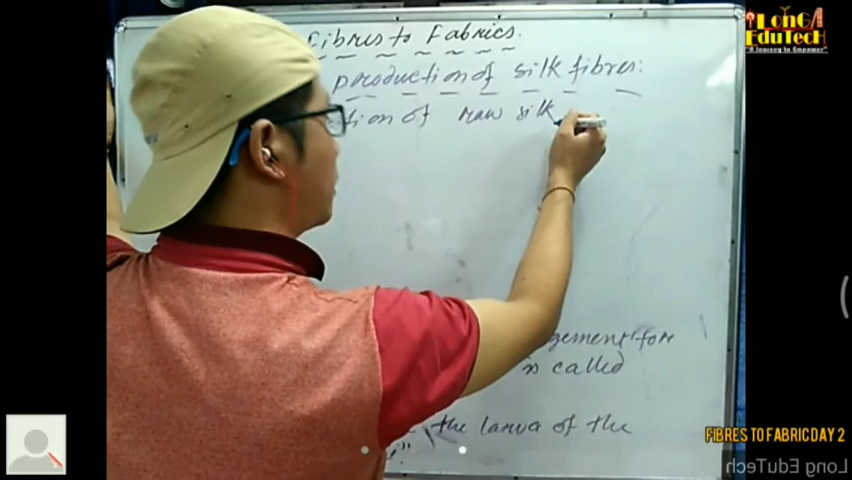 Fibres to Fabrics.
production of silk fibres:
tion of raw silk
gement for
is called
the larva of the
LongA
EduTech
"A Journey to Empower"
FIBRES TO FABRIC DAY 2
Long EduTech